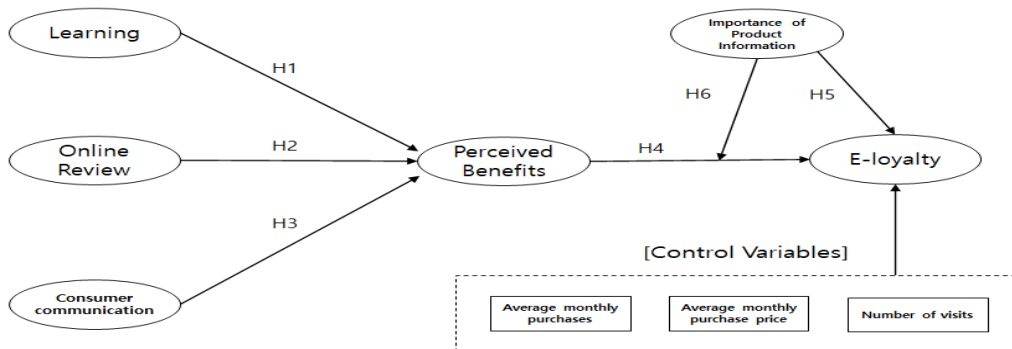 Learning
Importance of
Product
Information
H1
H6
H5
Online
Review
H2
Perceived
Benefits
H4
E-loyalty
H3
[Control Variables]
Consumer
communication
Average monthly
purchases
Average monthly
purchase price
Number of visits